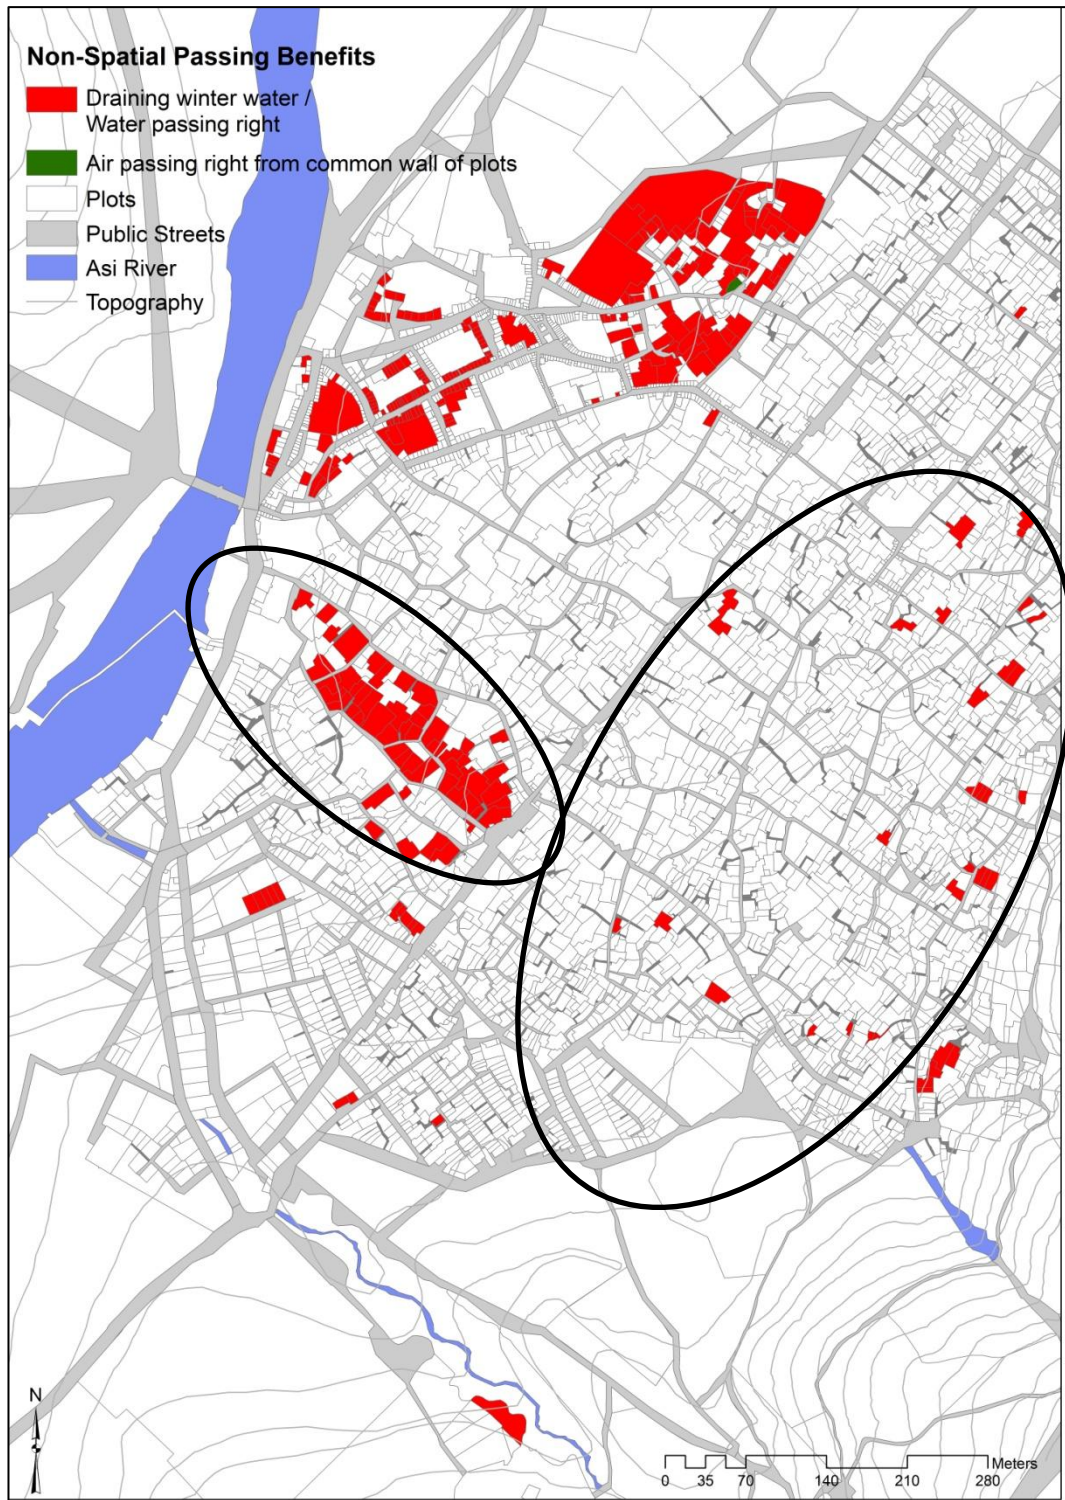 Non-Spatial Passing Benefits
Draining winter water /
Water passing right
Air passing right from common wall of plots
Plots
Public Streets
Asi River
Topography
N
Meters
0 35 70 140 210 280